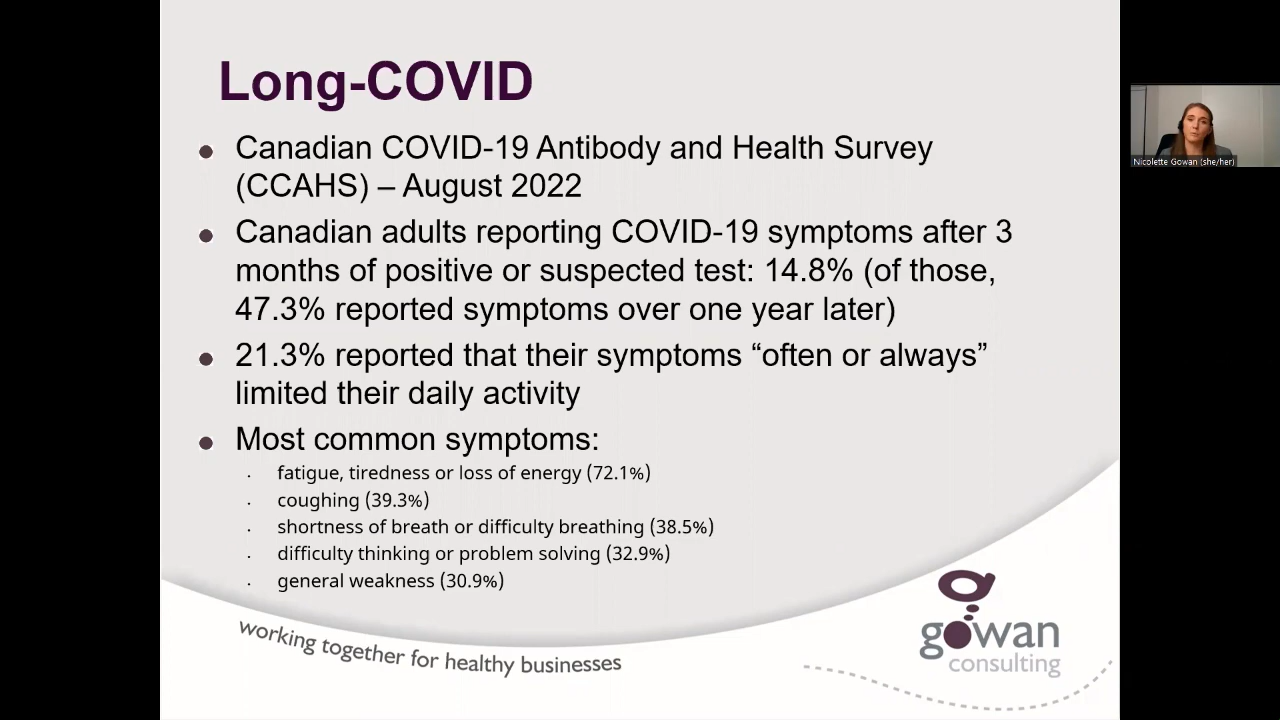 Long-COVID
Canadian COVID-19 Antibody and Health Survey
(CCAHS) – August 2022
Canadian adults reporting COVID-19 symptoms after 3
months of positive or suspected test: 14.8% (of those,
47.3% reported symptoms over one year later)
21.3% reported that their symptoms “often or always”
limited their daily activity
Most common symptoms:
fatigue, tiredness or loss of energy (72.1%)
coughing (39.3%)
shortness of breath or difficulty breathing (38.5%)
difficulty thinking or problem solving (32.9%)
general weakness (30.9%)
working together for healthy businesses
gowan
consulting
Nicolette Gowan (she/her)